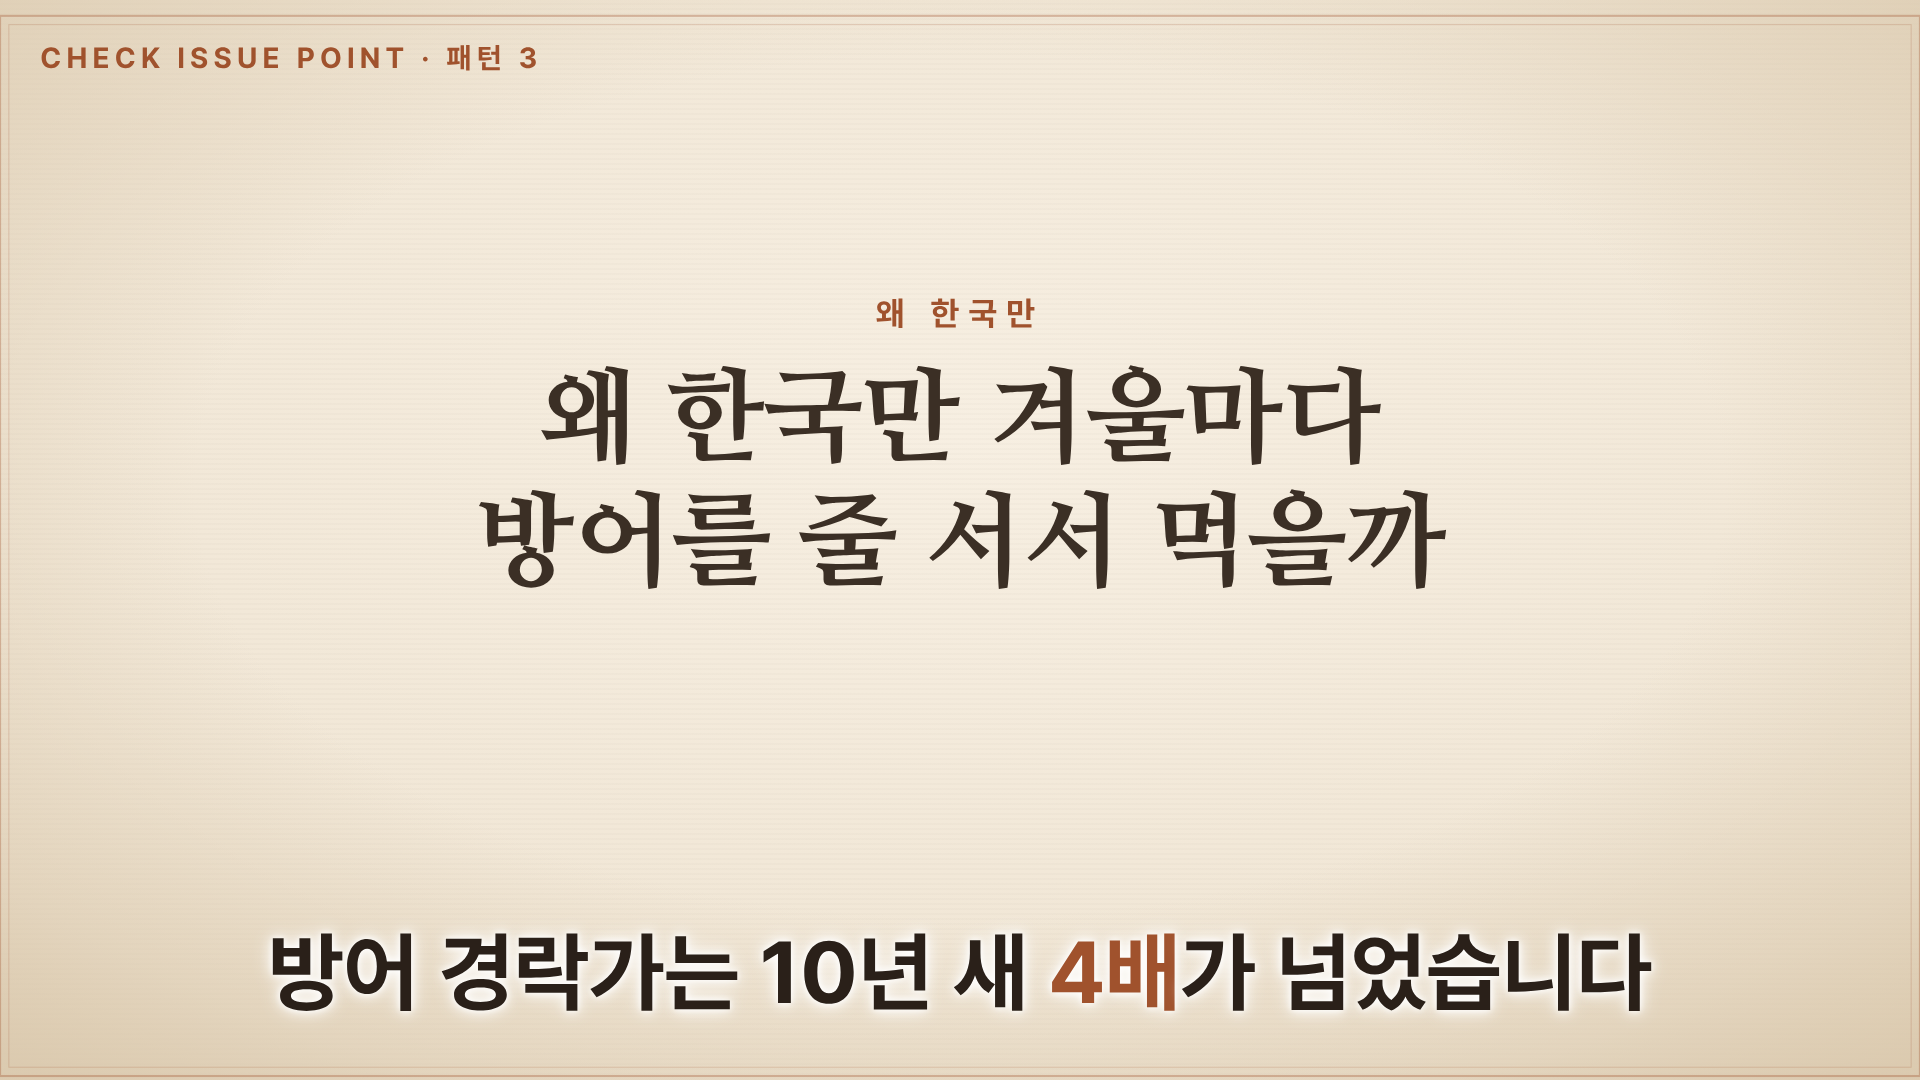 CHECK ISSUE POINT · 패턴 3
왜 한국만
왜 한국만 겨울마다
방어를 줄 서서 먹을까
방어 경락가는 10년 새 4배가 넘었습니다